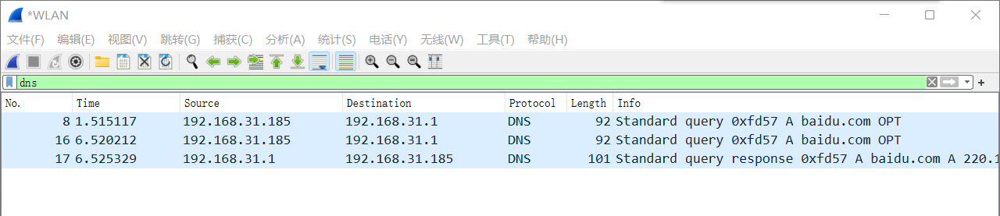 *WLAN
文件(F) 编辑(E) 视图(V) 跳转(G) 捕获(C) 分析(A) 统计(S) 电话(Y) 无线(W) 工具(T) 帮助(H)
dns
No. Time Source Destination Protocol Length Info
8 1.515117 192.168.31.185 192.168.31.1 DNS 92 Standard query 0xfd57 A baidu.com OPT
16 6.520212 192.168.31.185 192.168.31.1 DNS 92 Standard query 0xfd57 A baidu.com OPT
17 6.525329 192.168.31.1 192.168.31.185 DNS 101 Standard query response 0xfd57 A baidu.com A 220.1